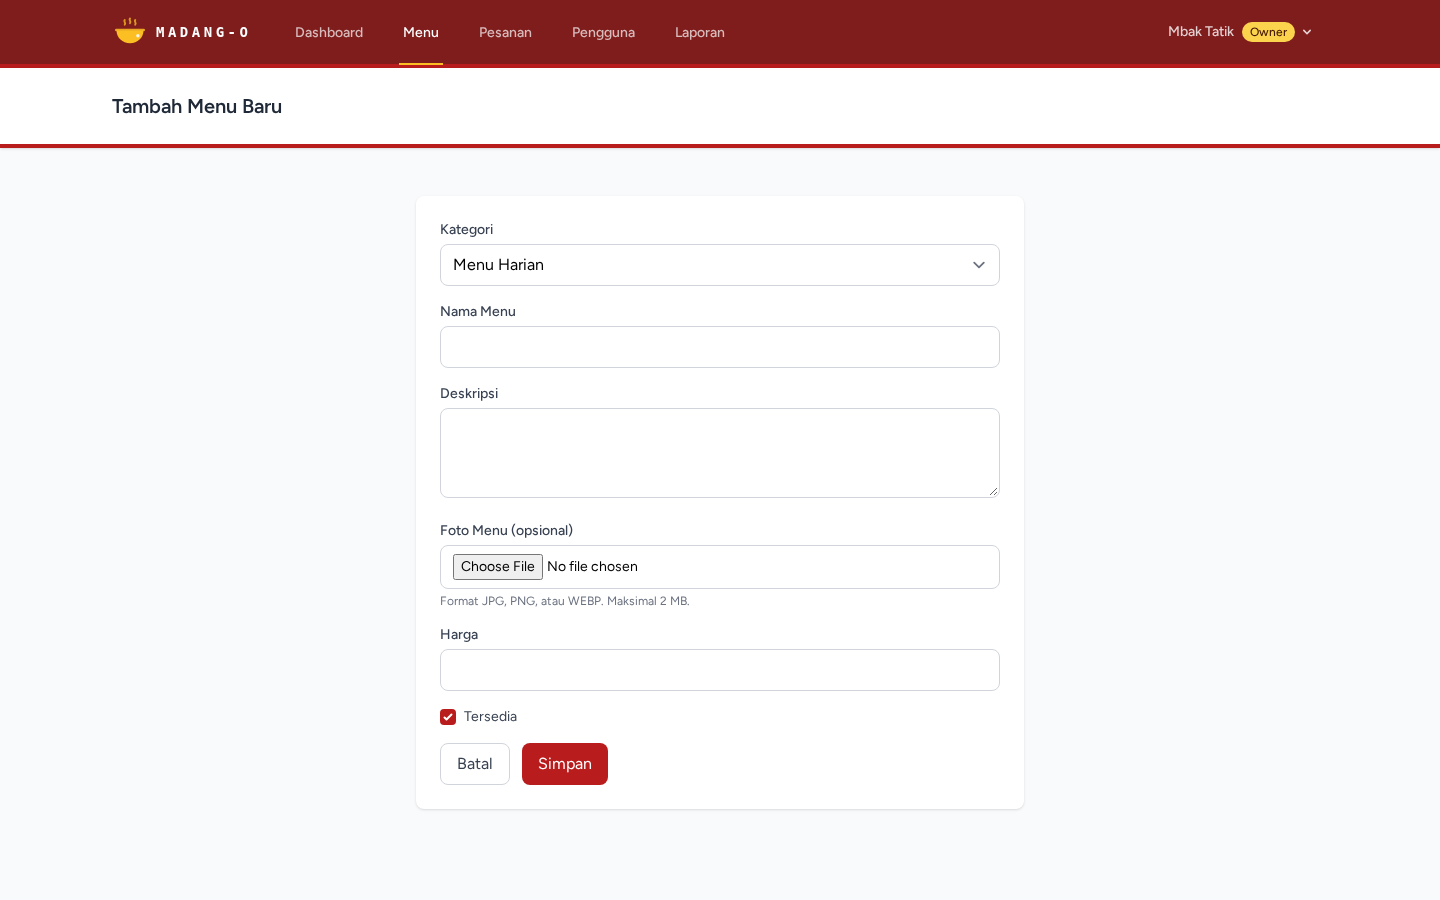 MADANG-O Dashboard Menu Pesanan Pengguna Laporan Mbak Tatik Owner
Tambah Menu Baru
Kategori
Menu Harian
Nama Menu
Deskripsi
Foto Menu (opsional)
Choose File No file chosen
Format JPG, PNG, atau WEBP. Maksimal 2 MB.
Harga
Tersedia
Batal Simpan